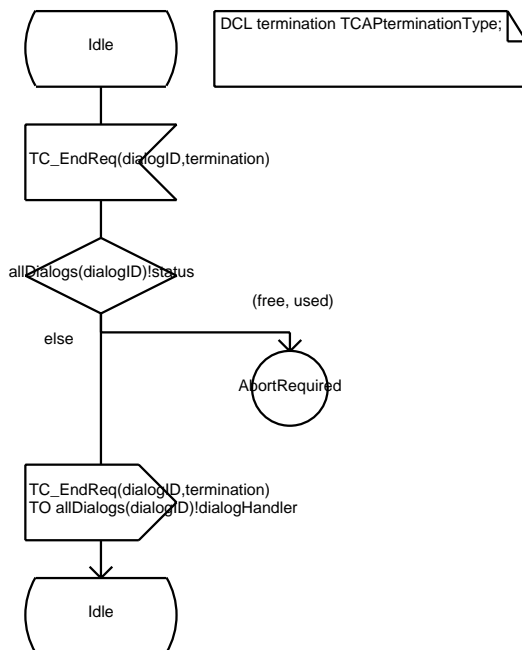 Idle
DCL termination TCAPterminationType;
TC_EndReq(dialogID,termination)
allDialogs(dialogID)!status
(free, used)
else
AbortRequired
TC_EndReq(dialogID,termination)
TO allDialogs(dialogID)!dialogHandler
Idle